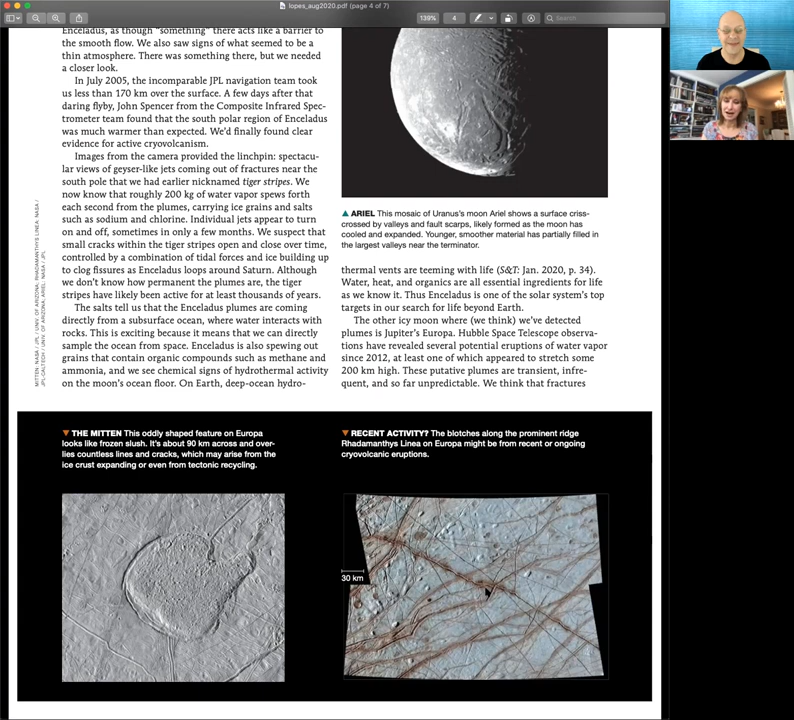 lopes_aug2020.pdf (page 4 of 7)
139%
4
Search
Enceladus, as though "something" there acts like a barrier to
the smooth flow. We also saw signs of what seemed to be a
thin atmosphere. There was something there, but we needed
a closer look.
In July 2005, the incomparable JPL navigation team took
us less than 170 km over the surface. A few days after that
daring flyby, John Spencer from the Composite Infrared Spec-
trometer team found that the south polar region of Enceladus
was much warmer than expected. We'd finally found clear
evidence for active cryovolcanism.
Images from the camera provided the linchpin: spectacu-
lar views of geyser-like jets coming out of fractures near the
south pole that we had earlier nicknamed tiger stripes. We
now know that roughly 200 kg of water vapor spews forth
each second from the plumes, carrying ice grains and salts
such as sodium and chlorine. Individual jets appear to turn
on and off, sometimes in only a few months. We suspect that
small cracks within the tiger stripes open and close over time,
controlled by a combination of tidal forces and ice building up
to clog fissures as Enceladus loops around Saturn. Although
we don't know how permanent the plumes are, the tiger
stripes have likely been active for at least thousands of years.
The salts tell us that the Enceladus plumes are coming
directly from a subsurface ocean, where water interacts with
rocks. This is exciting because it means that we can directly
sample the ocean from space. Enceladus is also spewing out
grains that contain organic compounds such as methane and
ammonia, and we see chemical signs of hydrothermal activity
on the moon's ocean floor. On Earth, deep-ocean hydro-
MITTEN: NASA / JPL / UNIV. OF ARIZONA; RHADAMANTHYS LINEA: NASA /
JPL-CALTECH / UNIV. OF ARIZONA; ARIEL: NASA / JPL
▲ ARIEL This mosaic of Uranus's moon Ariel shows a surface criss-
crossed by valleys and fault scarps, likely formed as the moon has
cooled and expanded. Younger, smoother material has partially filled in
the largest valleys near the terminator.
thermal vents are teeming with life (S&T: Jan. 2020, p. 34).
Water, heat, and organics are all essential ingredients for life
as we know it. Thus Enceladus is one of the solar system's top
targets in our search for life beyond Earth.
The other icy moon where (we think) we've detected
plumes is Jupiter's Europa. Hubble Space Telescope observa-
tions have revealed several potential eruptions of water vapor
since 2012, at least one of which appeared to stretch some
200 km high. These putative plumes are transient, infre-
quent, and so far unpredictable. We think that fractures
▼ THE MITTEN This oddly shaped feature on Europa
looks like frozen slush. It's about 90 km across and over-
lies countless lines and cracks, which may arise from the
ice crust expanding or even from tectonic recycling.
▼ RECENT ACTIVITY? The blotches along the prominent ridge
Rhadamanthys Linea on Europa might be from recent or ongoing
cryovolcanic eruptions.
30 km